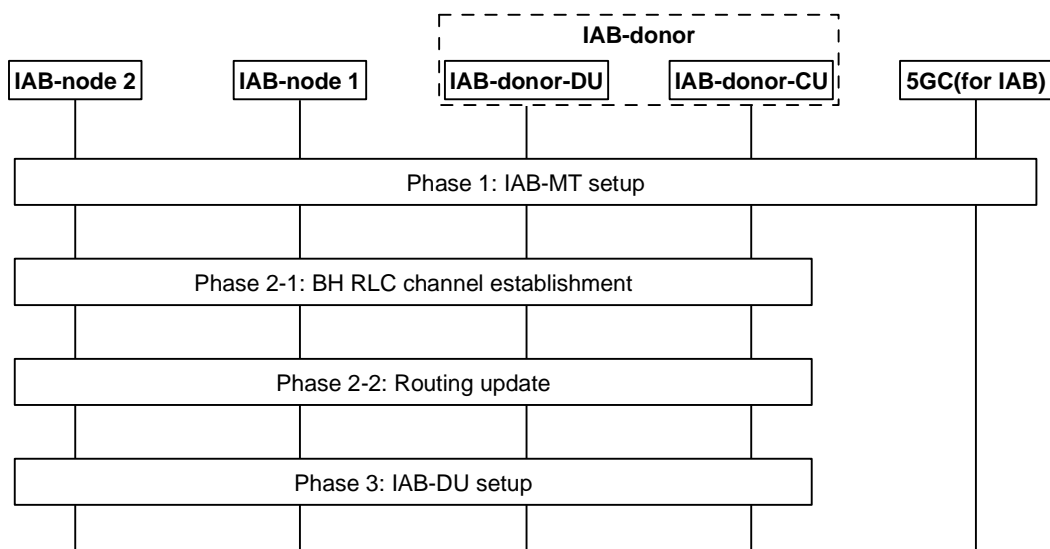 IAB-donor
IAB-node 2
IAB-node 1
IAB-donor-DU
IAB-donor-CU
5GC(for IAB)
Phase 1: IAB-MT setup
Phase 2-1: BH RLC channel establishment
Phase 2-2: Routing update
Phase 3: IAB-DU setup